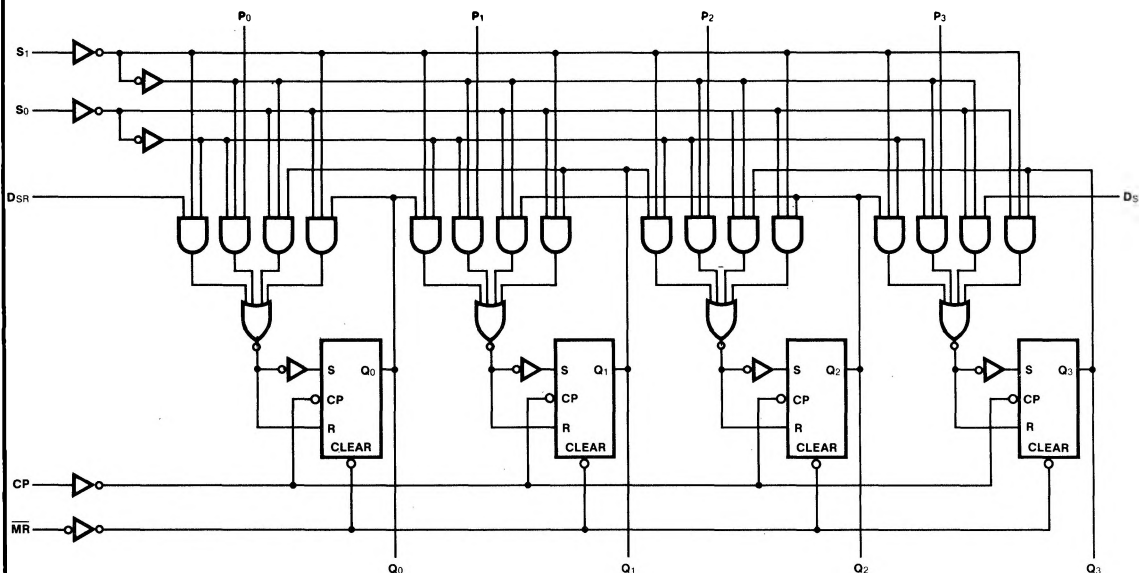 P0 P1 P2 P3
S1
S0
DSR DS
S Q0 S Q1 S Q2 S Q3
CP CP CP CP
R R R R
CLEAR CLEAR CLEAR CLEAR
CP
MR
Q0 Q1 Q2 Q3